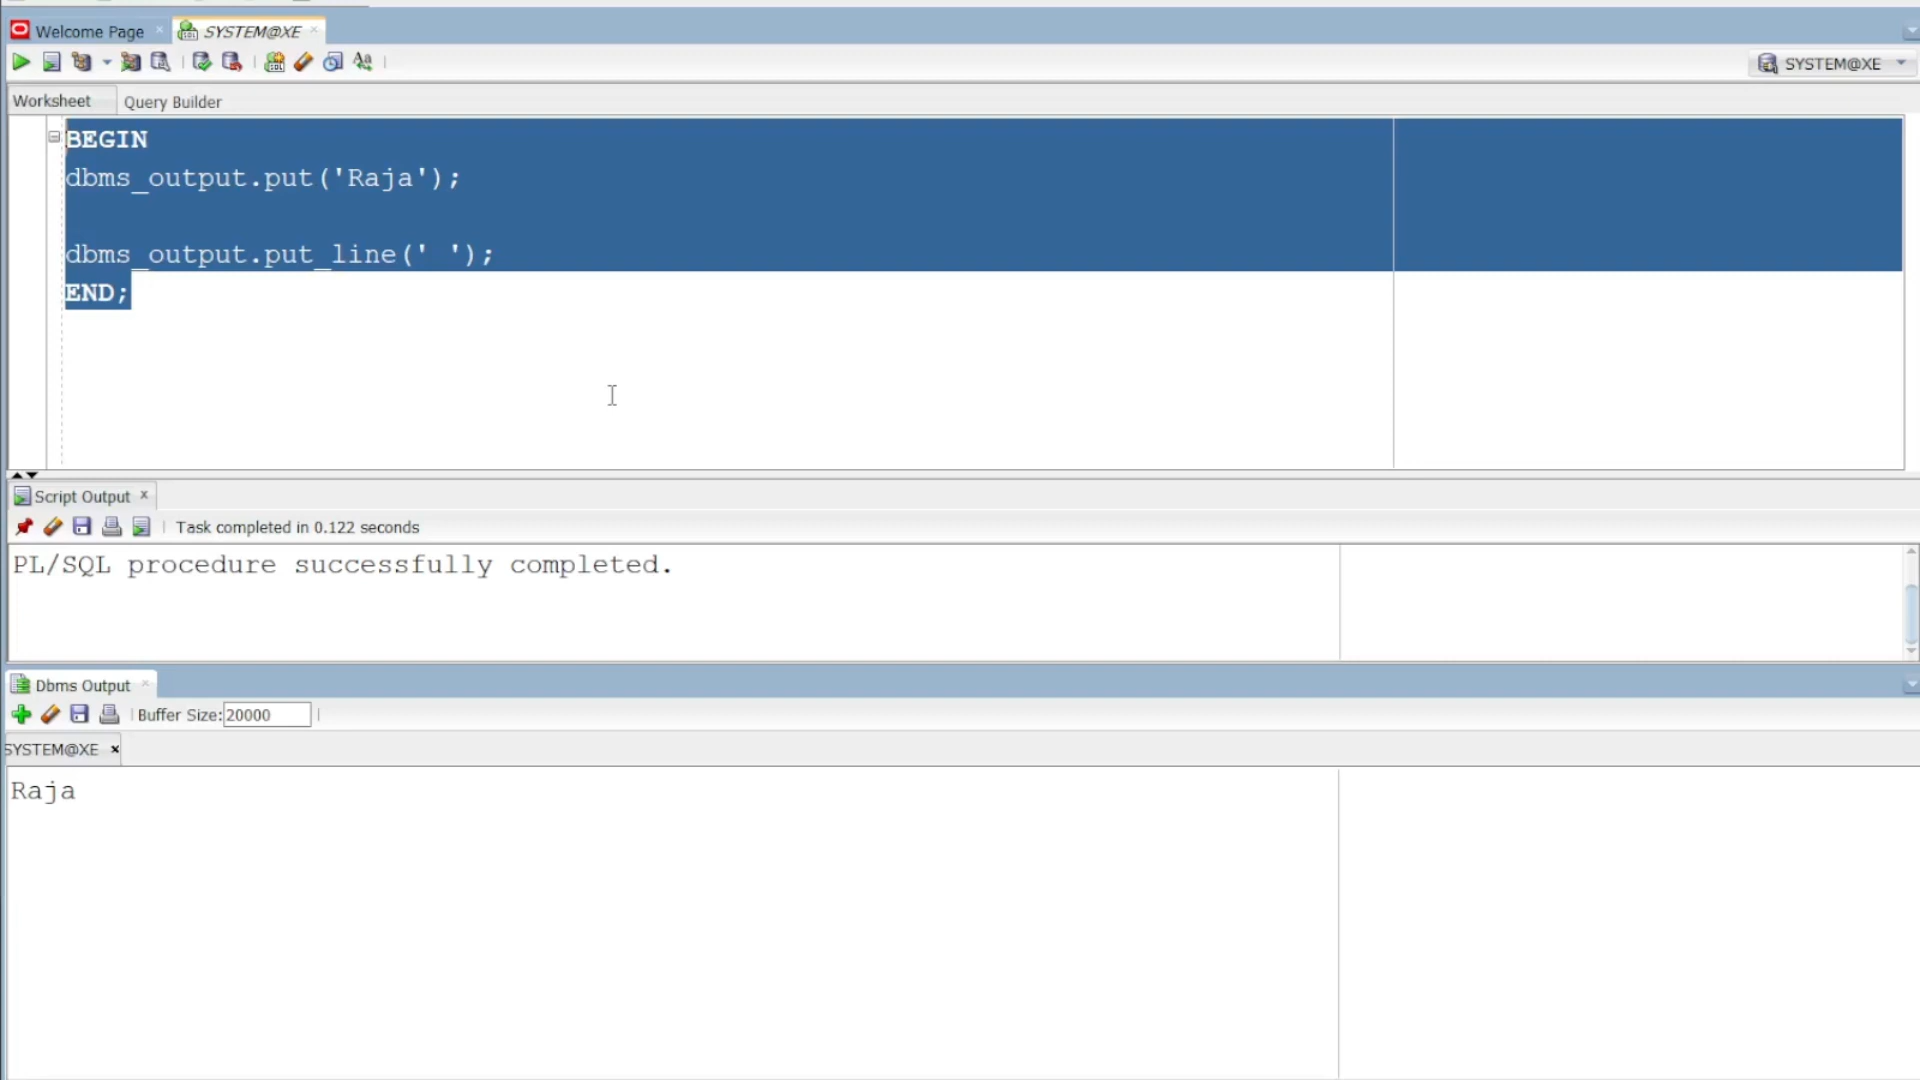 Welcome Page
SYSTEM@XE
SYSTEM@XE
Worksheet
Query Builder
BEGIN
dbms_output.put('Raja');
dbms_output.put_line(' ');
END;
Script Output
Task completed in 0.122 seconds
PL/SQL procedure successfully completed.
Dbms Output
Buffer Size: 20000
SYSTEM@XE
Raja